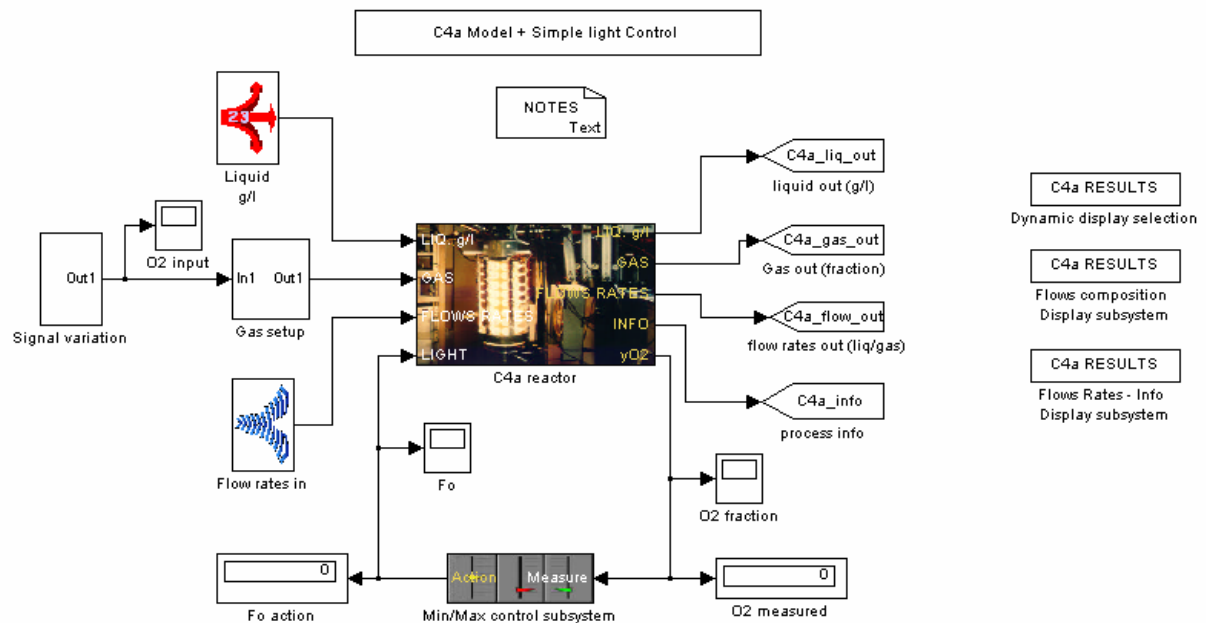 C4a Model + Simple light Control
NOTES
Text
23
Liquid
g/l
Out1
Signal variation
O2 input
In1
Out1
Gas setup
Flow rates in
LIQ. g/l
GAS
FLOWS RATES
LIGHT
LIQ. g/l
GAS
FLOWS RATES
INFO
yO2
C4a reactor
C4a_liq_out
liquid out (g/l)
C4a_gas_out
Gas out (fraction)
C4a_flow_out
flow rates out (liq/gas)
C4a_info
process info
C4a RESULTS
Dynamic display selection
C4a RESULTS
Flows composition
Display subsystem
C4a RESULTS
Flows Rates - Info
Display subsystem
Fo
O2 fraction
0
Fo action
Action
Measure
Min/Max control subsystem
0
O2 measured